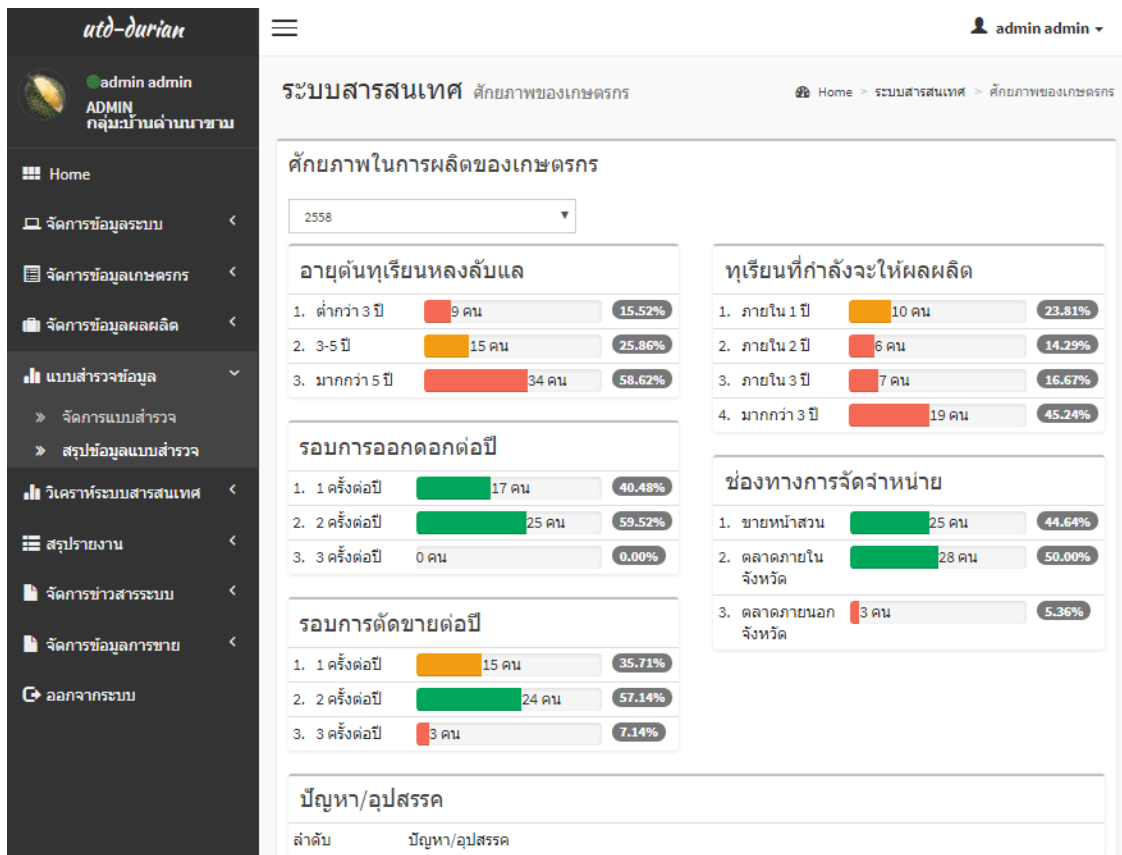 utd-durian
admin admin
admin admin
ADMIN
กลุ่ม:บ้านด่านนาขาม
Home
จัดการข้อมูลระบบ
จัดการข้อมูลเกษตรกร
จัดการข้อมูลผลผลิต
แบบสำรวจข้อมูล
» จัดการแบบสำรวจ
» สรุปข้อมูลแบบสำรวจ
วิเคราห์ระบบสารสนเทศ
สรุปรายงาน
จัดการข่าวสารระบบ
จัดการข้อมูลการขาย
ออกจากระบบ
ระบบสารสนเทศ ศักยภาพของเกษตรกร
Home > ระบบสารสนเทศ > ศักยภาพของเกษตรกร
ศักยภาพในการผลิตของเกษตรกร
2558
อายุต้นทุเรียนหลงลับแล
1. ต่ำกว่า 3 ปี 9 คน 15.52%
2. 3-5 ปี 15 คน 25.86%
3. มากกว่า 5 ปี 34 คน 58.62%
รอบการออกดอกต่อปี
1. 1 ครั้งต่อปี 17 คน 40.48%
2. 2 ครั้งต่อปี 25 คน 59.52%
3. 3 ครั้งต่อปี 0 คน 0.00%
รอบการตัดขายต่อปี
1. 1 ครั้งต่อปี 15 คน 35.71%
2. 2 ครั้งต่อปี 24 คน 57.14%
3. 3 ครั้งต่อปี 3 คน 7.14%
ทุเรียนที่กำลังจะให้ผลผลิต
1. ภายใน 1 ปี 10 คน 23.81%
2. ภายใน 2 ปี 6 คน 14.29%
3. ภายใน 3 ปี 7 คน 16.67%
4. มากกว่า 3 ปี 19 คน 45.24%
ช่องทางการจัดจำหน่าย
1. ขายหน้าสวน 25 คน 44.64%
2. ตลาดภายใน 28 คน 50.00%
จังหวัด
3. ตลาดภายนอก 3 คน 5.36%
จังหวัด
ปัญหา/อุปสรรค
ลำดับ ปัญหา/อุปสรรค